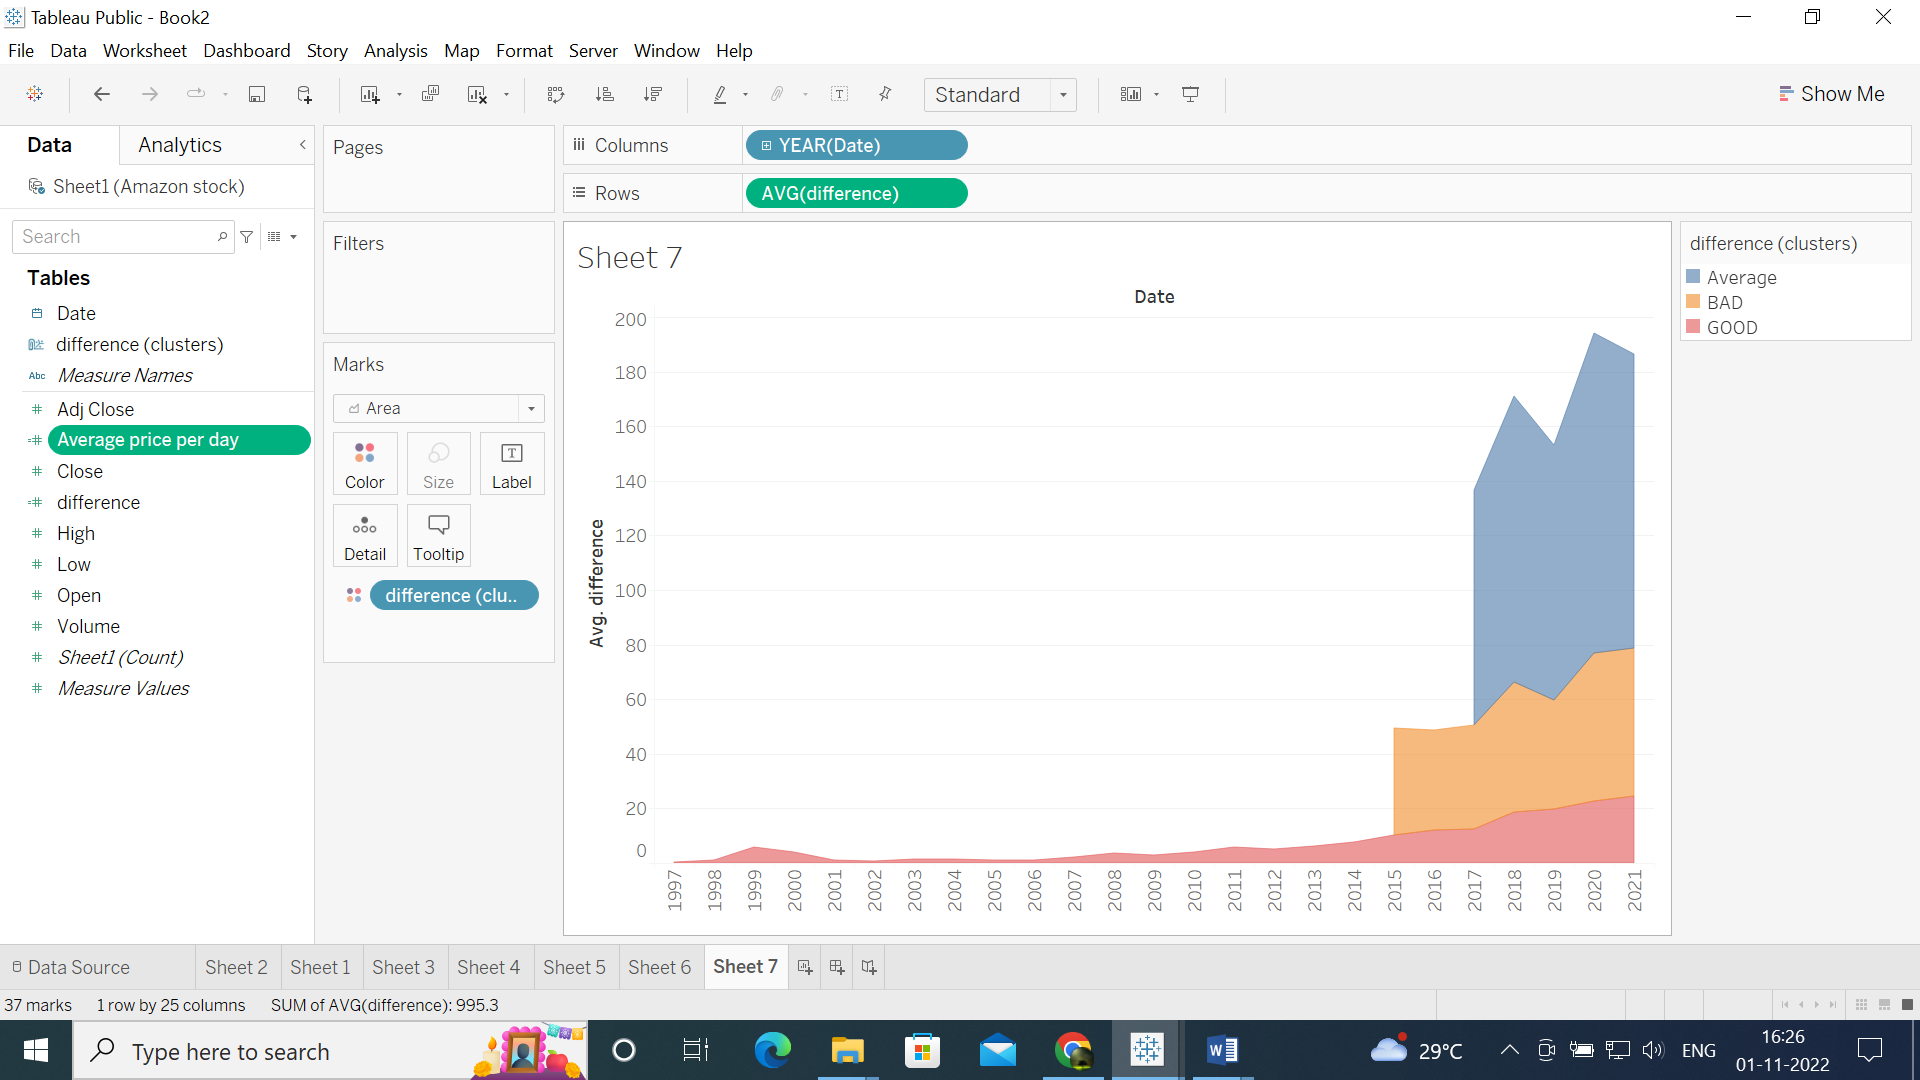 Tableau Public - Book2
File Data Worksheet Dashboard Story Analysis Map Format Server Window Help
Standard
Show Me
Data
Analytics
Sheet1 (Amazon stock)
Search
Tables
Date
difference (clusters)
Abc Measure Names
Adj Close
Average price per day
Close
difference
High
Low
Open
Volume
Sheet1 (Count)
Measure Values
Pages
Filters
Marks
Area
Color
Size
Label
Detail
Tooltip
difference (clu..
Columns
YEAR(Date)
Rows
AVG(difference)
Sheet 7
Date
Avg. difference
200
180
160
140
120
100
80
60
40
20
0
1997
1998
1999
2000
2001
2002
2003
2004
2005
2006
2007
2008
2009
2010
2011
2012
2013
2014
2015
2016
2017
2018
2019
2020
2021
difference (clusters)
Average
BAD
GOOD
Data Source
Sheet 2
Sheet 1
Sheet 3
Sheet 4
Sheet 5
Sheet 6
Sheet 7
37 marks 1 row by 25 columns SUM of AVG(difference): 995.3
Type here to search
29°C
ENG
16:26
01-11-2022